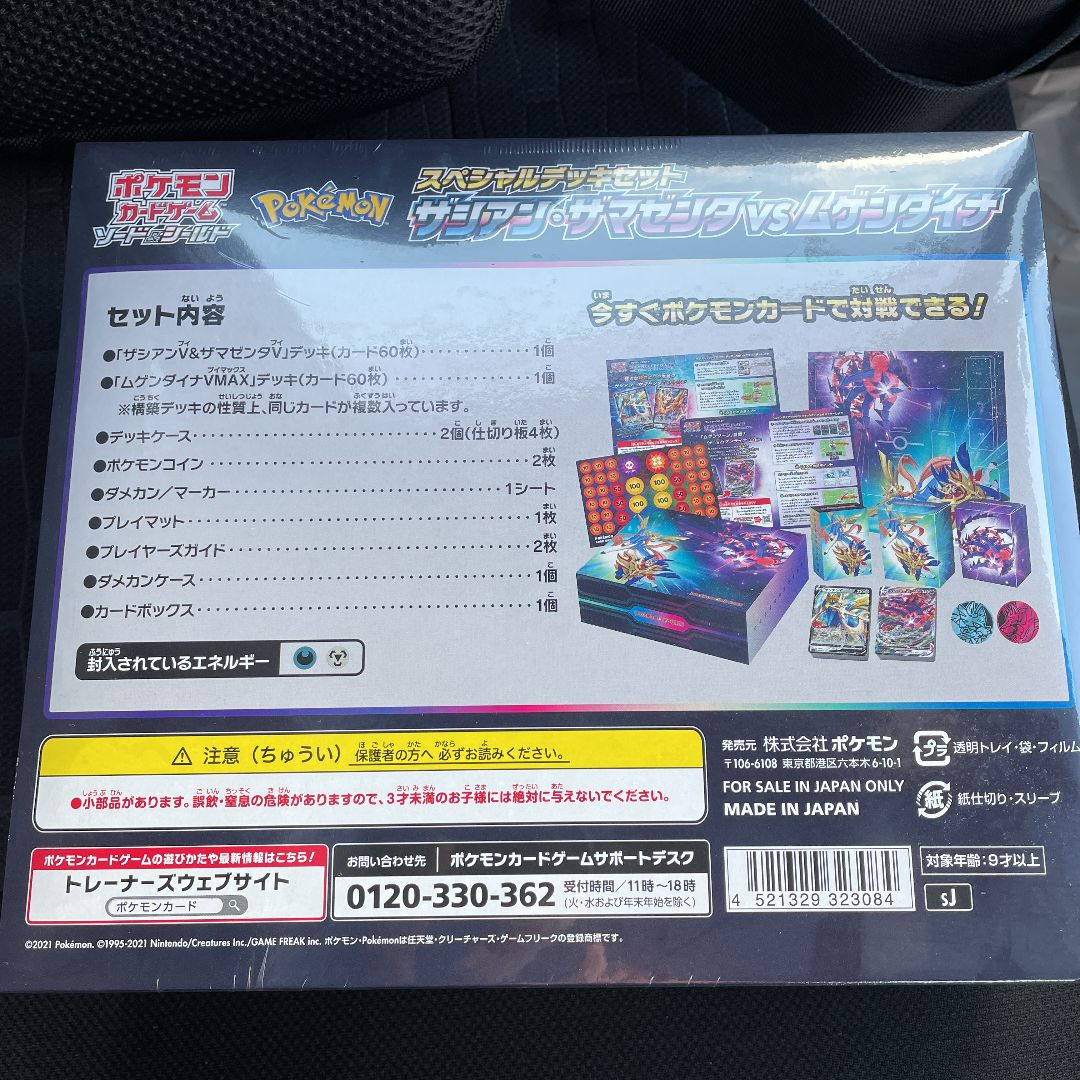 ポケモン
カードゲーム
ソード&シールド
POKéMON
スペシャルデッキセット
ザシアン・ザマゼンタ vs ムゲンダイナ
セット内容
●「ザシアンV&ザマゼンタV」デッキ(カード60枚)・・・・・・・・・・・・・・1個
●「ムゲンダイナVMAX」デッキ(カード60枚)・・・・・・・・・・・・・・・・・1個
※構築デッキの性質上、同じカードが複数入っています。
●デッキケース・・・・・・・・・・・・・・・・・・・・・・・・2個(仕切り板4枚)
●ポケモンコイン・・・・・・・・・・・・・・・・・・・・・・・・・・・・・・・・2枚
●ダメカン/マーカー・・・・・・・・・・・・・・・・・・・・・・・・・・・1シート
●プレイマット・・・・・・・・・・・・・・・・・・・・・・・・・・・・・・・・・・1枚
●プレイヤーズガイド・・・・・・・・・・・・・・・・・・・・・・・・・・・・・2枚
●ダメカンケース・・・・・・・・・・・・・・・・・・・・・・・・・・・・・・・・1個
●カードボックス・・・・・・・・・・・・・・・・・・・・・・・・・・・・・・・・1個
封入されているエネルギー
今すぐポケモンカードで対戦できる!
⚠ 注意(ちゅうい) 保護者の方へ 必ずお読みください。
●小部品があります。誤飲・窒息の危険がありますので、3才未満のお子様には絶対に与えないでください。
発売元 株式会社ポケモン
〒106-6108 東京都港区六本木6-10-1
FOR SALE IN JAPAN ONLY
MADE IN JAPAN
プラ 透明トレイ・袋・フィルム
紙 紙仕切り・スリーブ
ポケモンカードゲームの遊びかたや最新情報はこちら!
トレーナーズウェブサイト
ポケモンカード
お問い合わせ先 ポケモンカードゲームサポートデスク
0120-330-362 受付時間/11時~18時
(火・水および年末年始を除く)
4 521329 323084
対象年齢:9才以上
sJ
©2021 Pokémon. ©1995-2021 Nintendo/Creatures Inc./GAME FREAK inc. ポケモン・Pokémonは任天堂・クリーチャーズ・ゲームフリークの登録商標です。